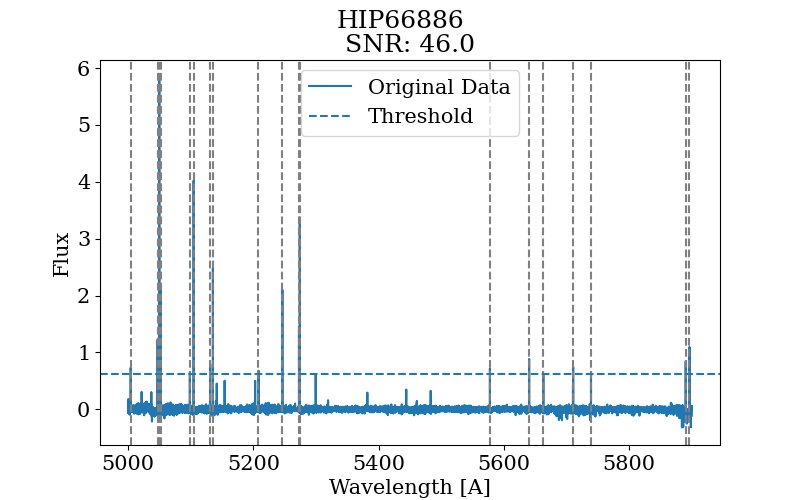 HIP66886
SNR: 46.0
Original Data
Threshold
6
5
4
3
2
1
0
Flux
5000 5200 5400 5600 5800
Wavelength [A]